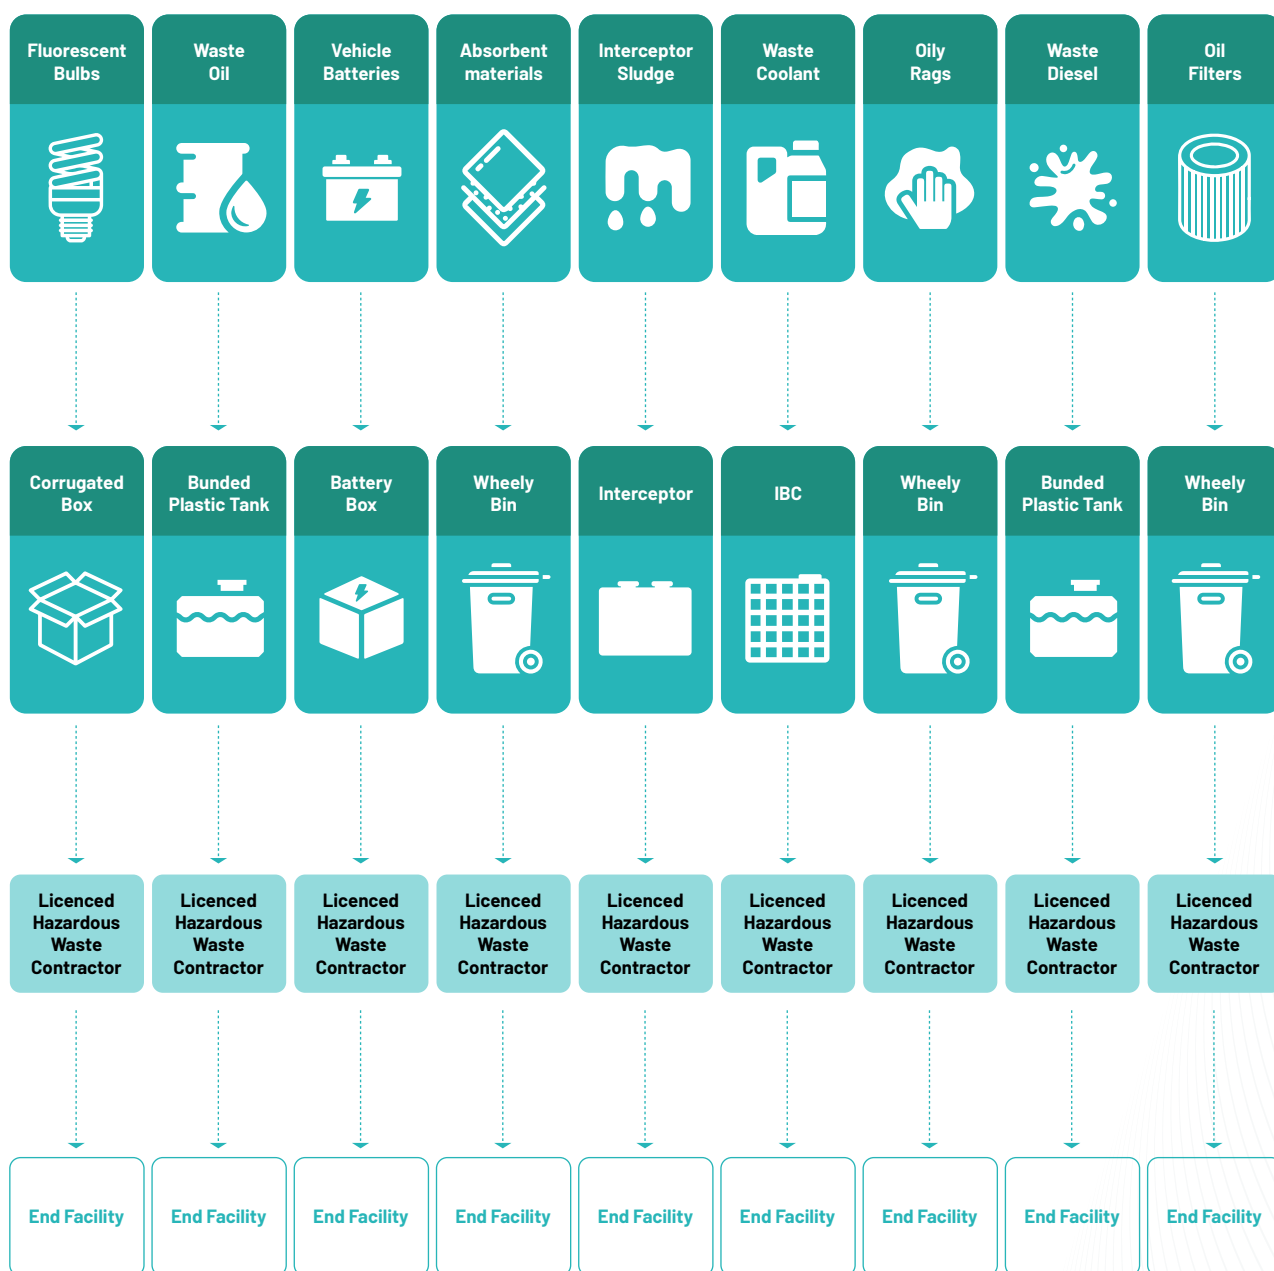 Fluorescent
Bulbs
Waste
Oil
Vehicle
Batteries
Absorbent
materials
Interceptor
Sludge
Waste
Coolant
Oily
Rags
Waste
Diesel
Oil
Filters
Corrugated
Box
Bunded
Plastic Tank
Battery
Box
Wheely
Bin
Interceptor
IBC
Wheely
Bin
Bunded
Plastic Tank
Wheely
Bin
Licenced
Hazardous
Waste
Contractor
Licenced
Hazardous
Waste
Contractor
Licenced
Hazardous
Waste
Contractor
Licenced
Hazardous
Waste
Contractor
Licenced
Hazardous
Waste
Contractor
Licenced
Hazardous
Waste
Contractor
Licenced
Hazardous
Waste
Contractor
Licenced
Hazardous
Waste
Contractor
Licenced
Hazardous
Waste
Contractor
End Facility
End Facility
End Facility
End Facility
End Facility
End Facility
End Facility
End Facility
End Facility